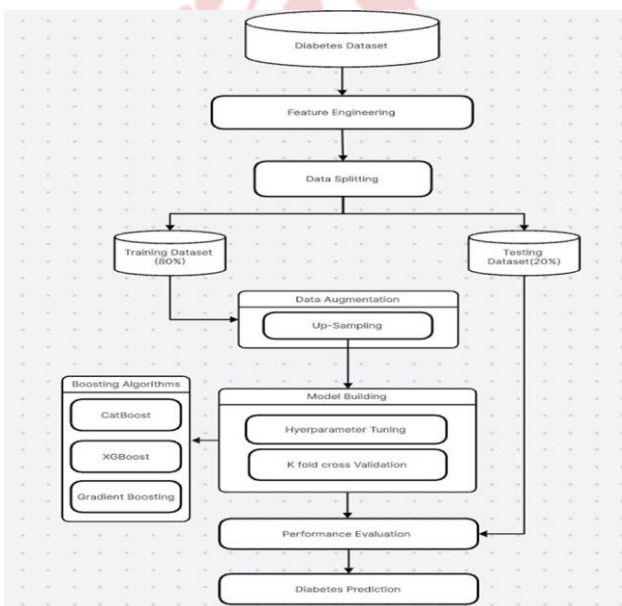 Diabetes Dataset
Feature Engineering
Data Splitting
Training Dataset
(80%)
Testing
Dataset(20%)
Data Augmentation
Up-Sampling
Boosting Algorithms
CatBoost
XGBoost
Gradient Boosting
Model Building
Hyerparameter Tuning
K fold cross Validation
Performance Evaluation
Diabetes Prediction